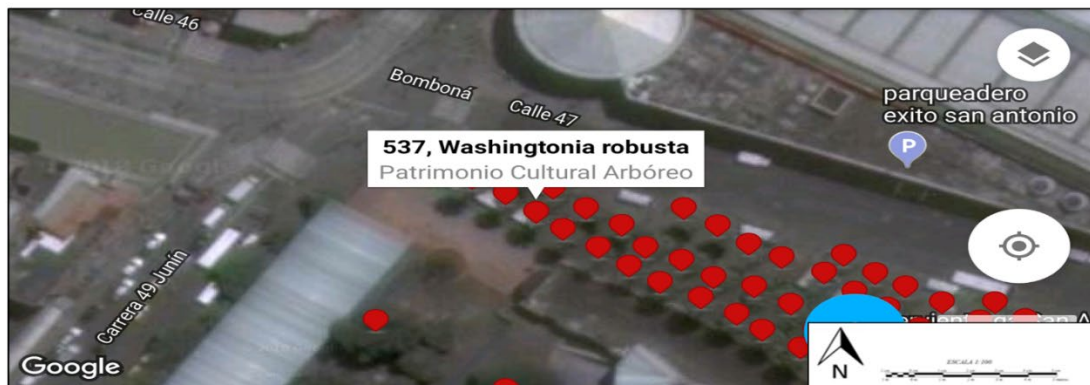 Calle 46
Bomboná
Calle 47
parqueadero
exito san antonio
P
537, Washingtonia robusta
Patrimonio Cultural Arbóreo
Carrera 49 Junín
Google
N